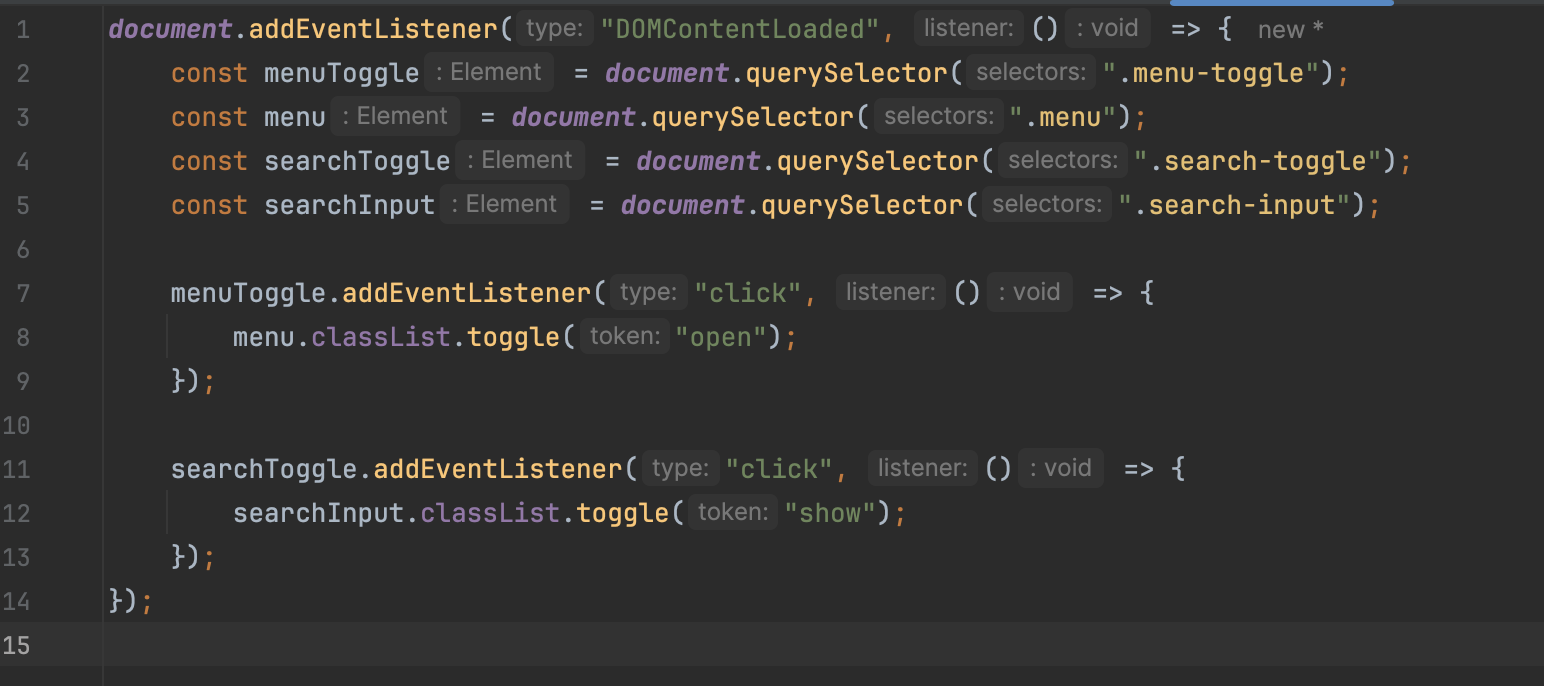 1 document.addEventListener( type: "DOMContentLoaded", listener: () : void => { new *
2 const menuToggle : Element = document.querySelector( selectors: ".menu-toggle");
3 const menu : Element = document.querySelector( selectors: ".menu");
4 const searchToggle : Element = document.querySelector( selectors: ".search-toggle");
5 const searchInput : Element = document.querySelector( selectors: ".search-input");
6
7 menuToggle.addEventListener( type: "click", listener: () : void => {
8 menu.classList.toggle( token: "open");
9 });
10
11 searchToggle.addEventListener( type: "click", listener: () : void => {
12 searchInput.classList.toggle( token: "show");
13 });
14 });
15